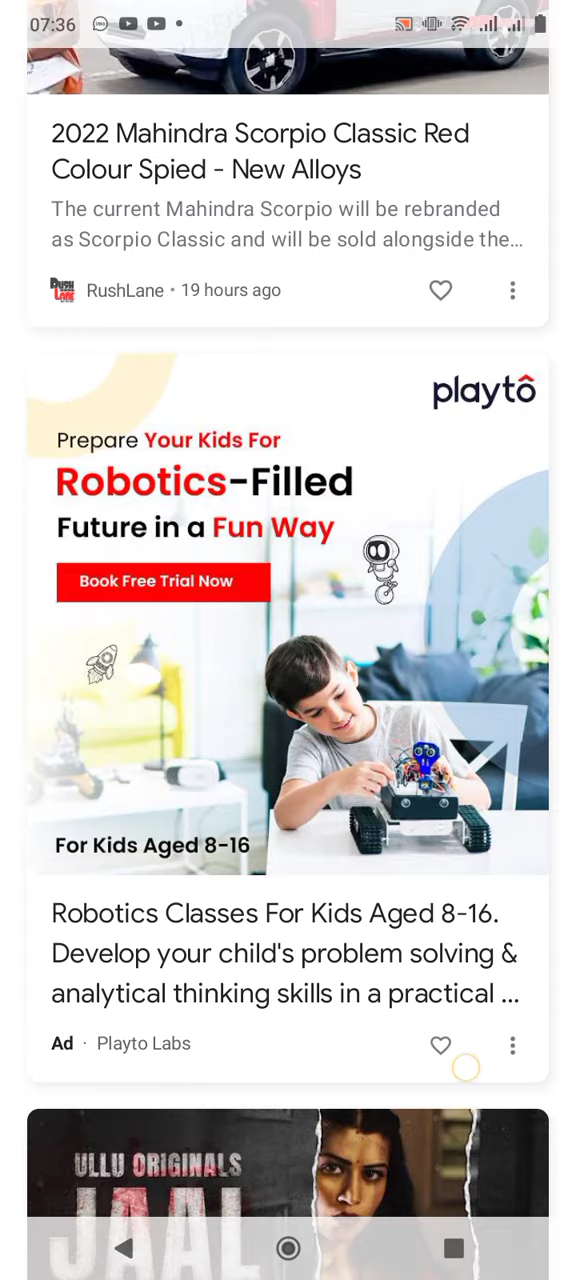 07:36
2022 Mahindra Scorpio Classic Red
Colour Spied - New Alloys
The current Mahindra Scorpio will be rebranded
as Scorpio Classic and will be sold alongside the...
RUSH
LANE
RushLane • 19 hours ago
playtô
Prepare Your Kids For
Robotics-Filled
Future in a Fun Way
Book Free Trial Now
For Kids Aged 8-16
Robotics Classes For Kids Aged 8-16.
Develop your child's problem solving &
analytical thinking skills in a practical ...
Ad · Playto Labs
ULLU ORIGINALS
JAAL